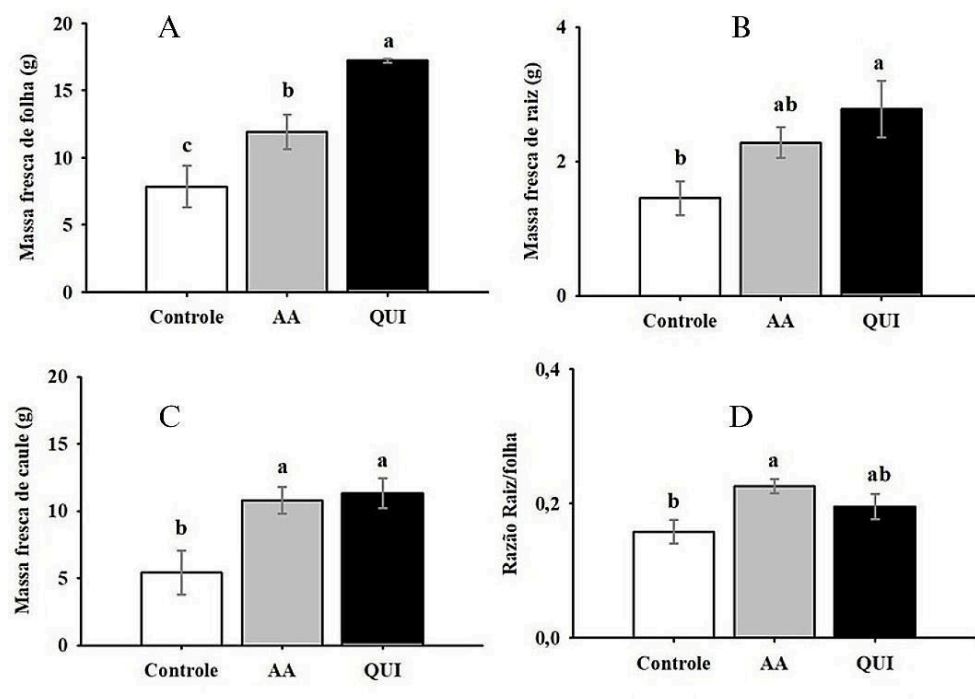 A
Massa fresca de folha (g)
20
15
10
5
0
c
b
a
Controle AA QUI
B
Massa fresca de raiz (g)
4
2
0
b
ab
a
Controle AA QUI
C
Massa fresca de caule (g)
20
15
10
5
0
b
a
a
Controle AA QUI
D
Razão Raiz/folha
0,4
0,2
0,0
b
a
ab
Controle AA QUI